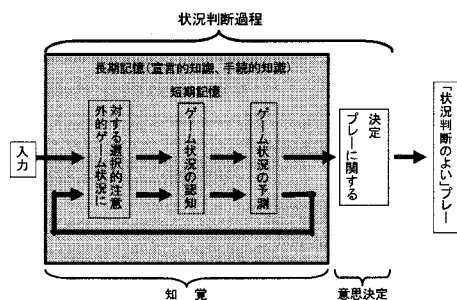 状況判断過程
長期記憶(宣言的知識、手続的知識)
短期記憶
入力
外的ゲーム状況に
対する選択的注意
ゲーム状況の認知
ゲーム状況の予測
プレーに関する
決定
「状況判断のよい」プレー
知 覚
意思決定